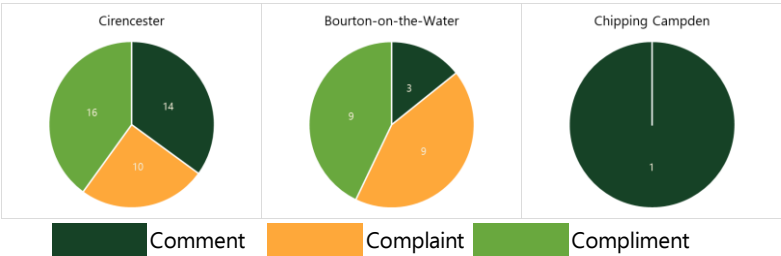 Cirencester
16
14
10
Bourton-on-the-Water
3
9
9
Chipping Campden
1
Comment Complaint Compliment